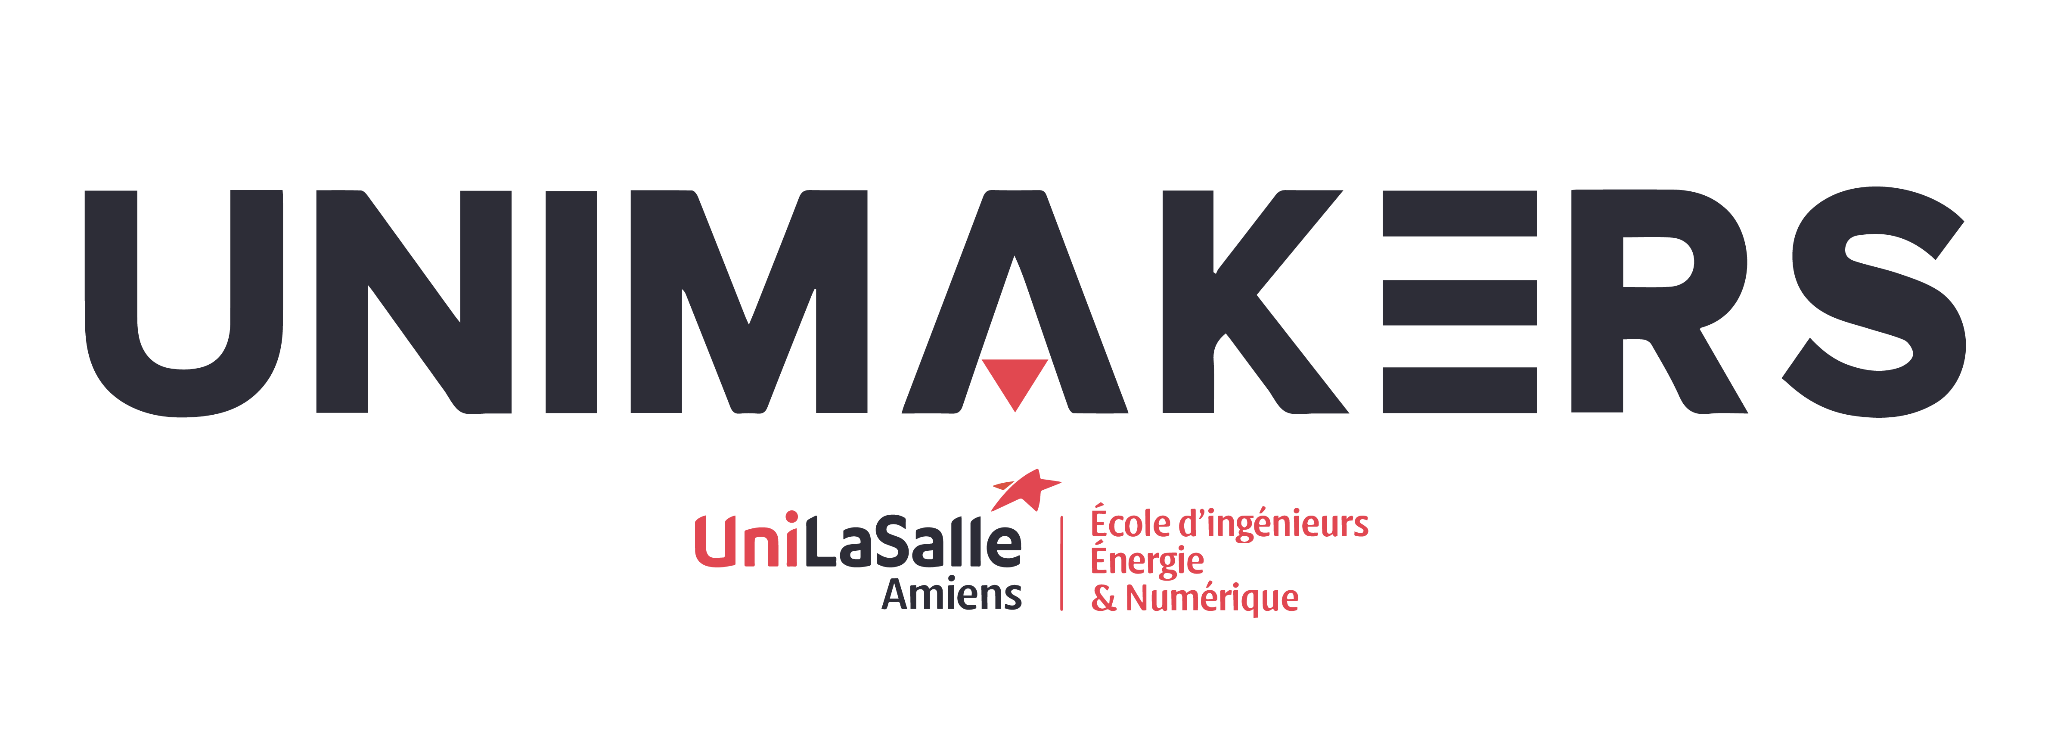 UNIMAKERS
UniLaSalle
Amiens
École d'ingénieurs
Énergie
& Numérique